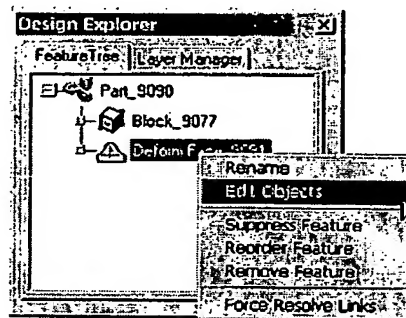 Design Explorer
FeatureTree Layer Manager
Part_9090
Block_9077
Deform
Rename
Edit Objects
Suppress Feature
Reorder Feature
Remove Feature
Force Resolve Links